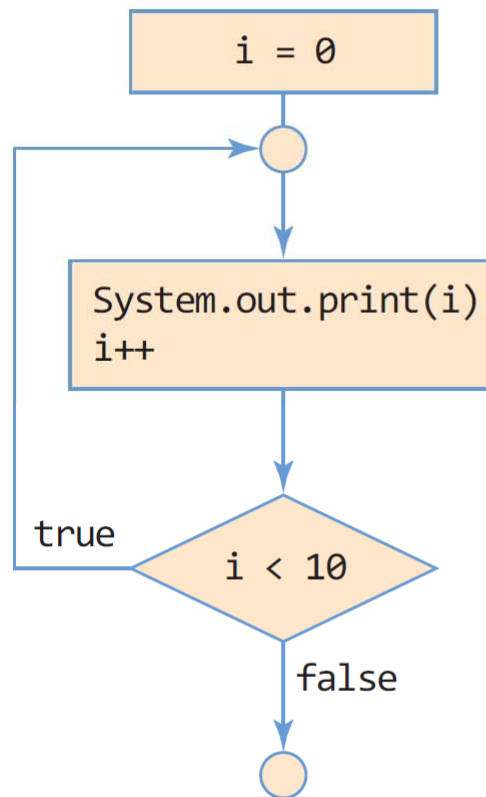 i = 0
System.out.print(i)
i++
true
i < 10
false